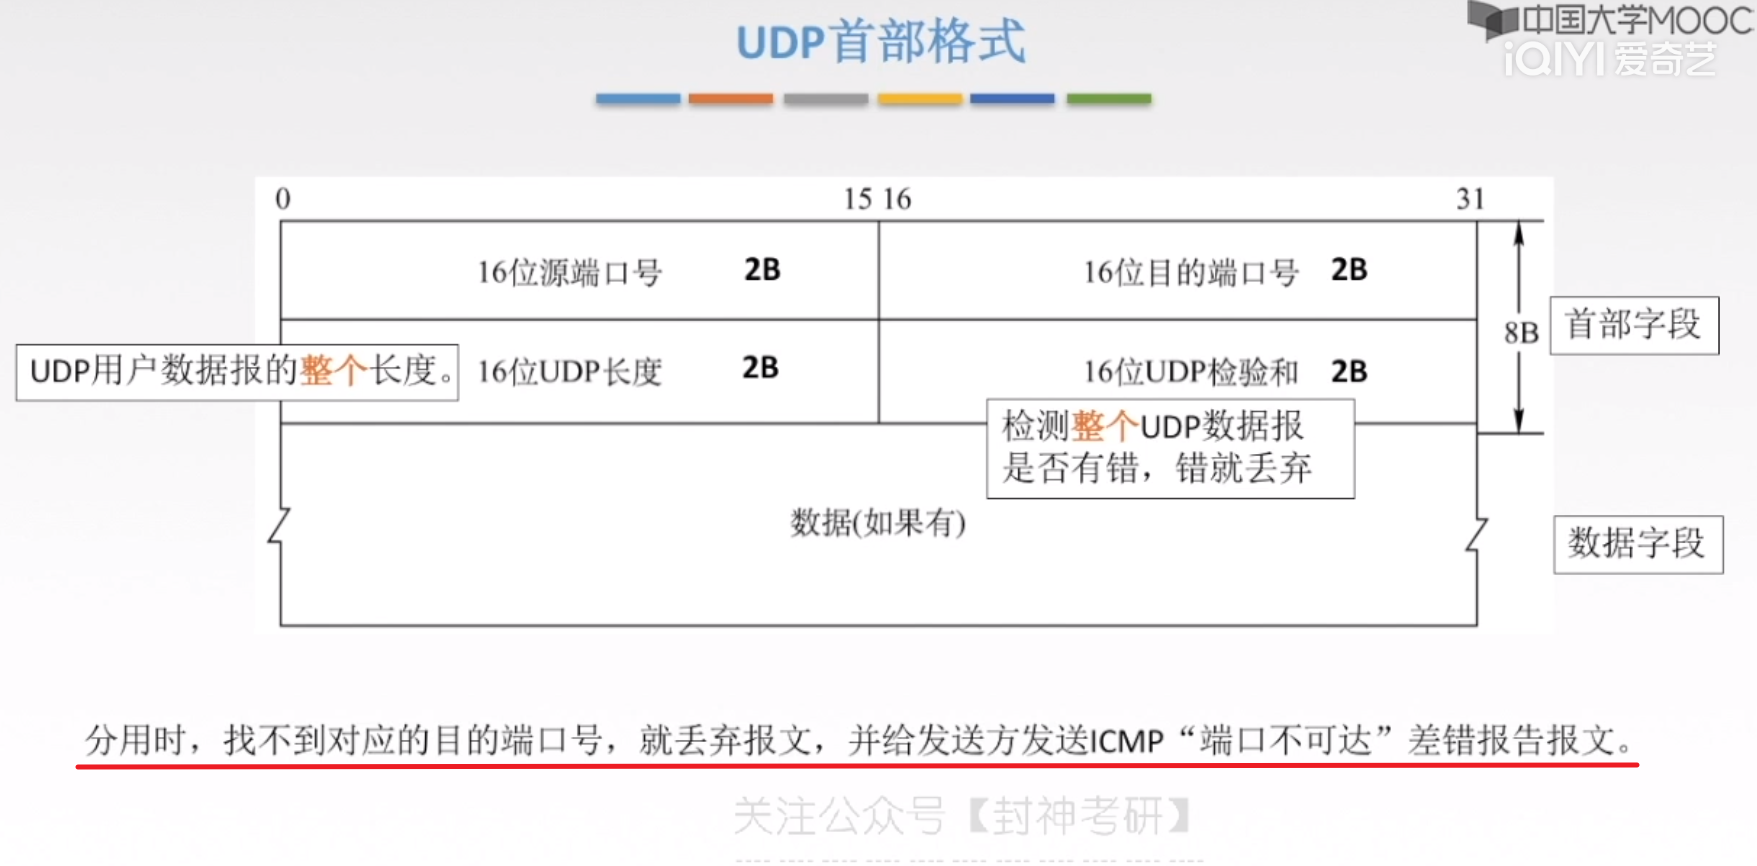 中国大学MOOC
iQIYI 爱奇艺
UDP首部格式
0 15 16 31
16位源端口号 2B
16位目的端口号 2B
8B
首部字段
UDP用户数据报的整个长度。
16位UDP长度 2B
16位UDP检验和 2B
检测整个UDP数据报
是否有错，错就丢弃
数据(如果有)
数据字段
分用时，找不到对应的目的端口号，就丢弃报文，并给发送方发送ICMP“端口不可达”差错报告报文。
关注公众号【封神考研】